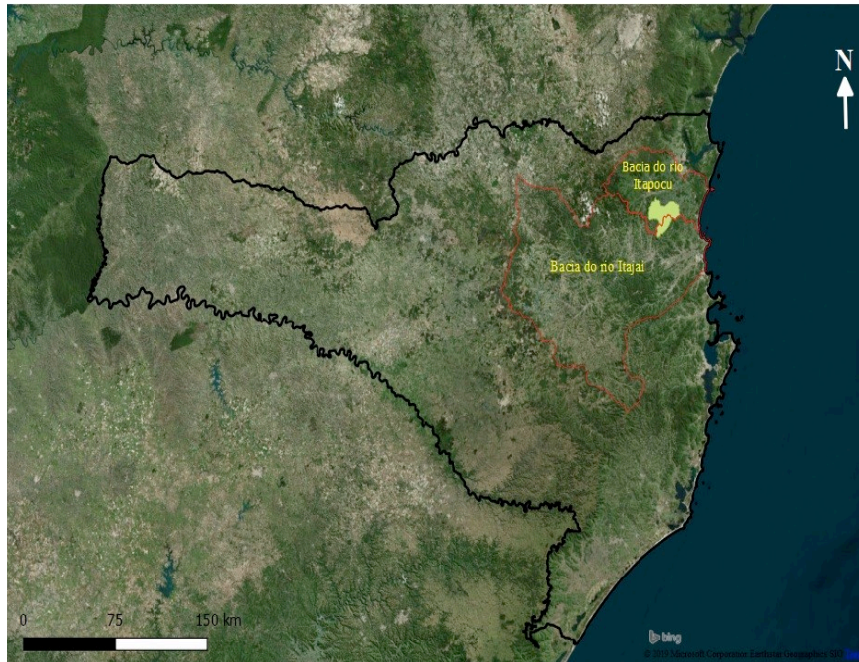 N
Bacia do rio
Itapocu
Bacia do rio Itajaí
0 75 150 km
bing
© 2019 Microsoft Corporation Earthstar Geographics SIO